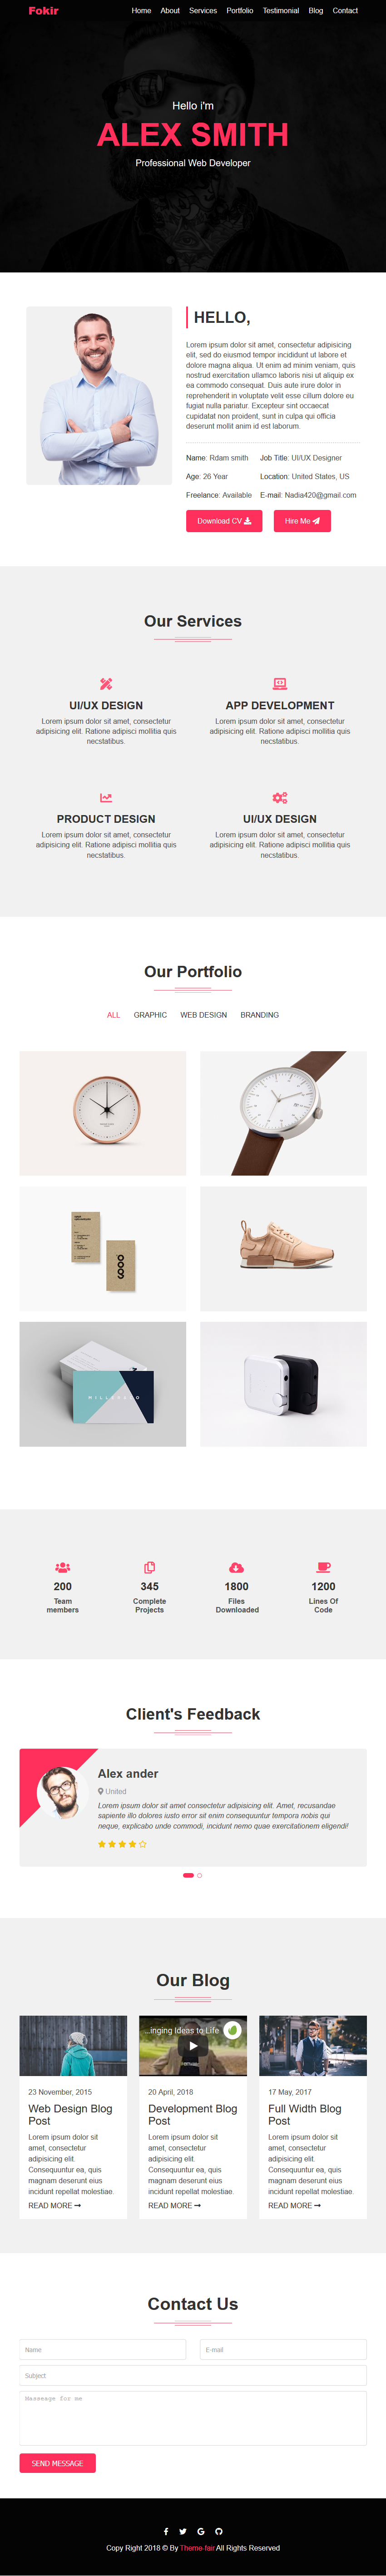 Fokir
Home About Services Portfolio Testimonial Blog Contact
Hello i'm
ALEX SMITH
Professional Web Developer
HELLO,
Lorem ipsum dolor sit amet, consectetur adipisicing
elit, sed do eiusmod tempor incididunt ut labore et
dolore magna aliqua. Ut enim ad minim veniam, quis
nostrud exercitation ullamco laboris nisi ut aliquip ex
ea commodo consequat. Duis aute irure dolor in
reprehenderit in voluptate velit esse cillum dolore eu
fugiat nulla pariatur. Excepteur sint occaecat
cupidatat non proident, sunt in culpa qui officia
deserunt mollit anim id est laborum.
Name: Rdam smith
Job Title: UI/UX Designer
Age: 26 Year
Location: United States, US
Freelance: Available
E-mail: Nadia420@gmail.com
Download CV
Hire Me
Our Services
UI/UX DESIGN
Lorem ipsum dolor sit amet, consectetur
adipisicing elit. Ratione adipisci mollitia quis
necstatibus.
APP DEVELOPMENT
Lorem ipsum dolor sit amet, consectetur
adipisicing elit. Ratione adipisci mollitia quis
necstatibus.
PRODUCT DESIGN
Lorem ipsum dolor sit amet, consectetur
adipisicing elit. Ratione adipisci mollitia quis
necstatibus.
UI/UX DESIGN
Lorem ipsum dolor sit amet, consectetur
adipisicing elit. Ratione adipisci mollitia quis
necstatibus.
Our Portfolio
ALL GRAPHIC WEB DESIGN BRANDING
200
Team
members
345
Complete
Projects
1800
Files
Downloaded
1200
Lines Of
Code
Client's Feedback
Alex ander
United
Lorem ipsum dolor sit amet consectetur adipisicing elit. Amet, recusandae
sapiente illo dolores iusto error sit enim consequuntur tempora nobis qui
neque, explicabo unde commodi, incidunt nemo quae exercitationem eligendi!
Our Blog
...inging Ideas to Life
23 November, 2015
Web Design Blog
Post
Lorem ipsum dolor sit
amet, consectetur
adipisicing elit.
Consequuntur ea, quis
magnam deserunt eius
incidunt repellat molestiae.
READ MORE
20 April, 2018
Development Blog
Post
Lorem ipsum dolor sit
amet, consectetur
adipisicing elit.
Consequuntur ea, quis
magnam deserunt eius
incidunt repellat molestiae.
READ MORE
17 May, 2017
Full Width Blog
Post
Lorem ipsum dolor sit
amet, consectetur
adipisicing elit.
Consequuntur ea, quis
magnam deserunt eius
incidunt repellat molestiae.
READ MORE
Contact Us
Name
E-mail
Subject
SEND MESSAGE
Copy Right 2018 © By Theme-fair All Rights Reserved